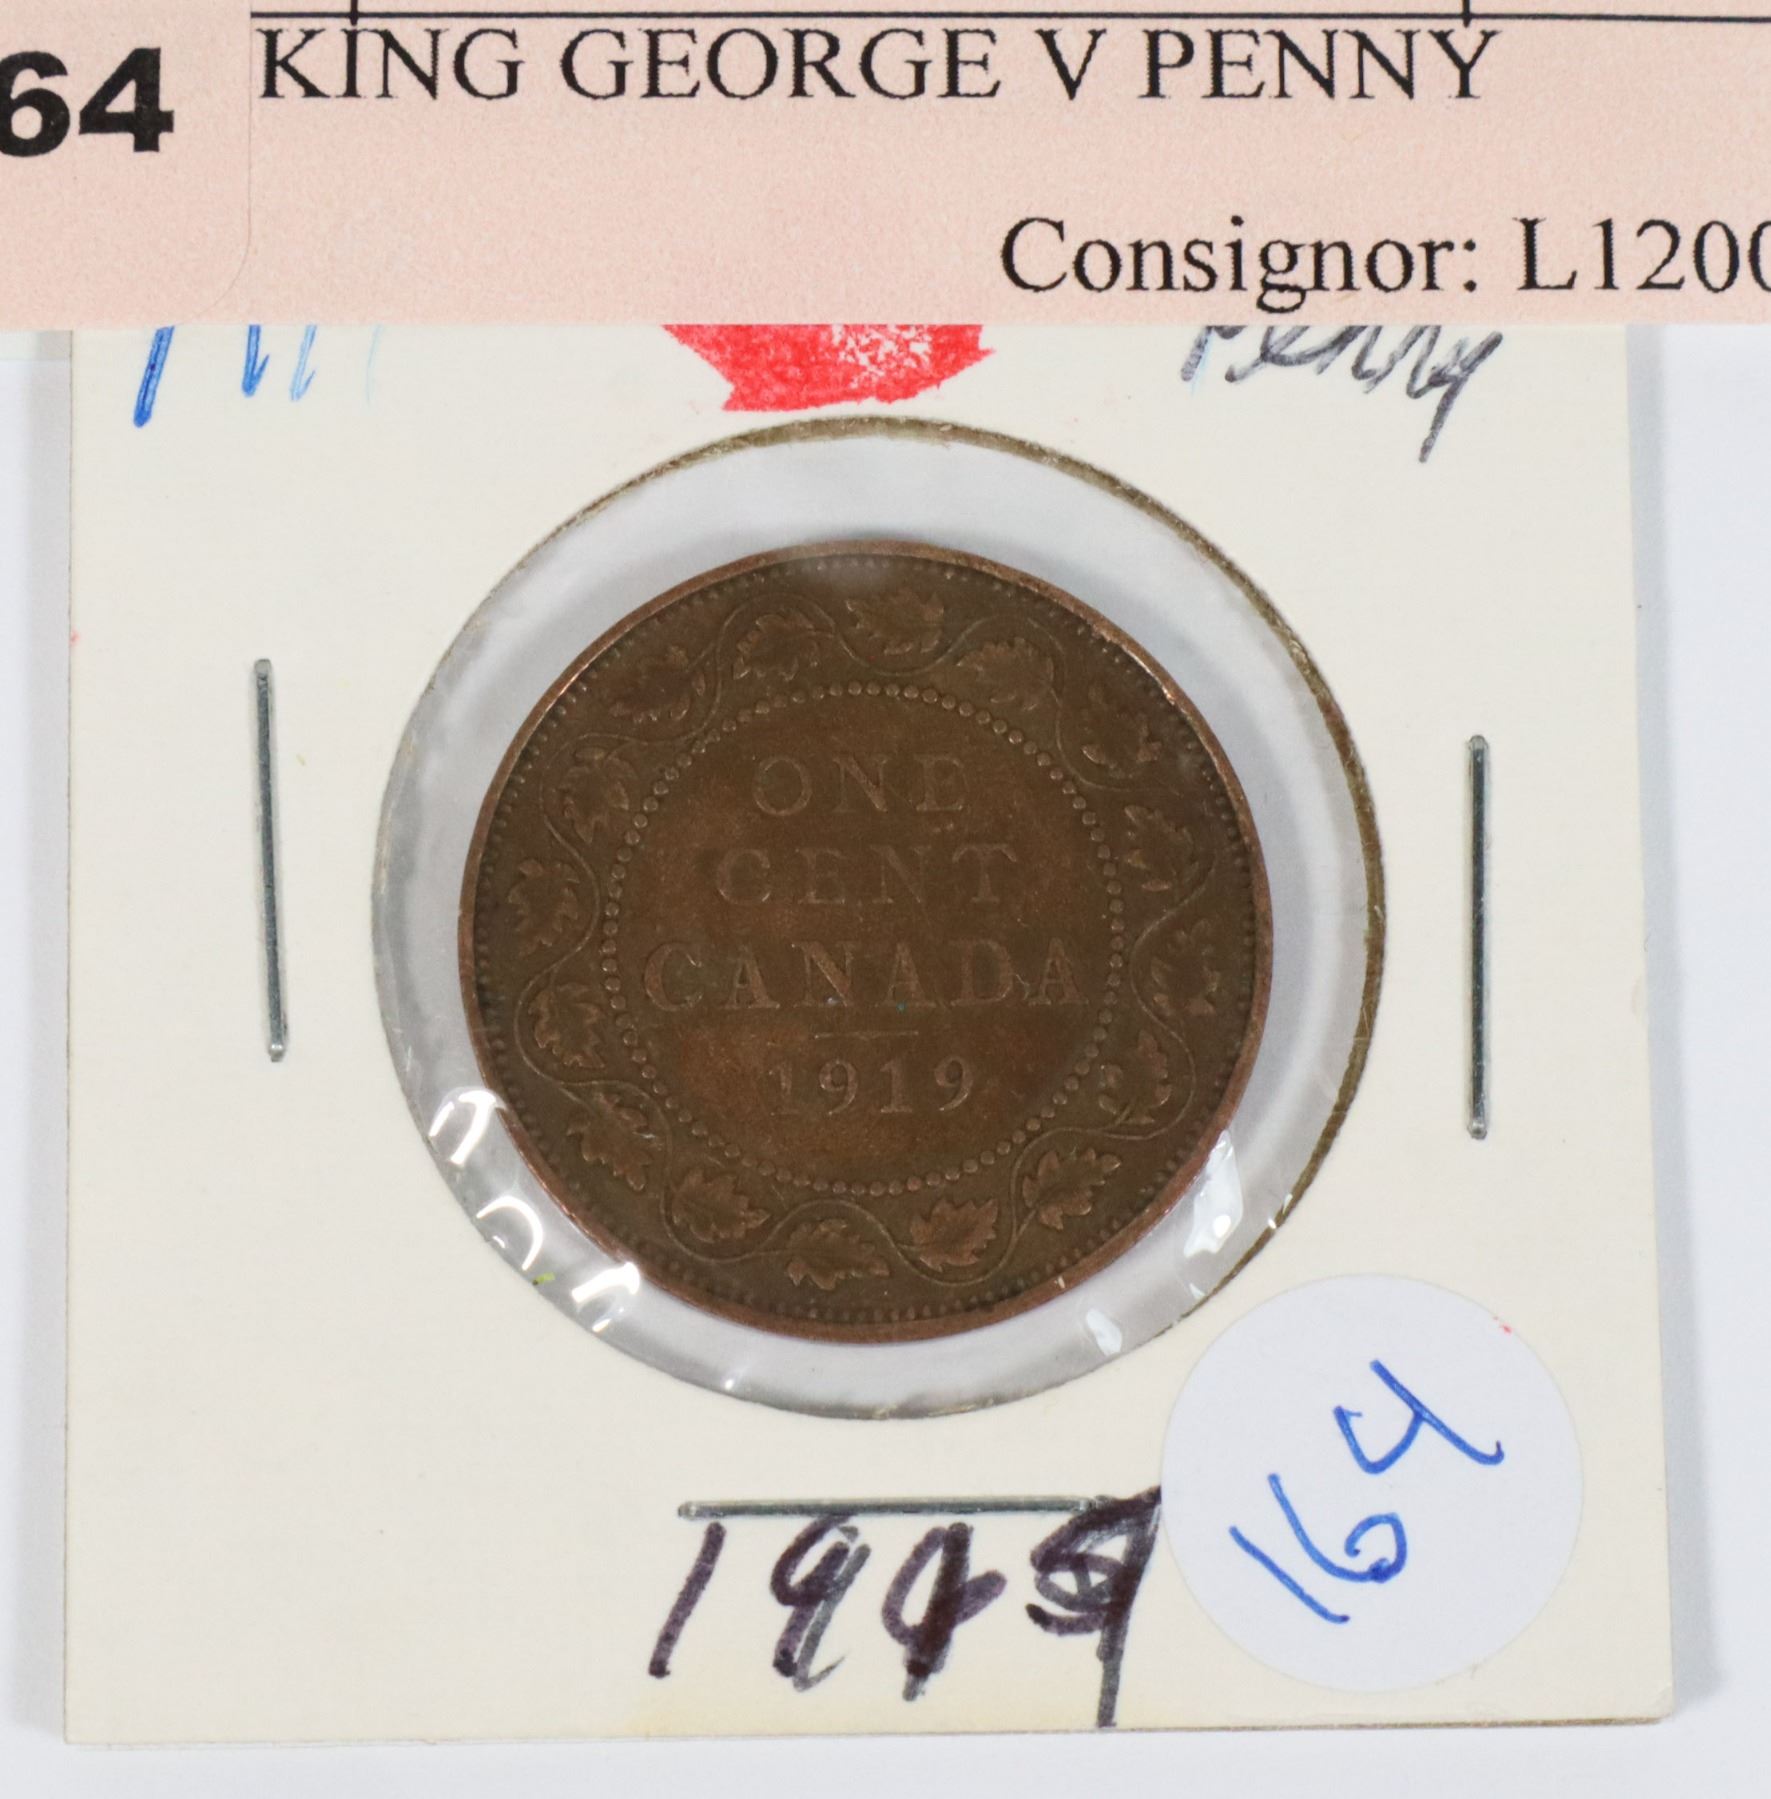 64
KING GEORGE V PENNY
Consignor: L1200
Penny
ONE
CENT
CANADA
1919
164